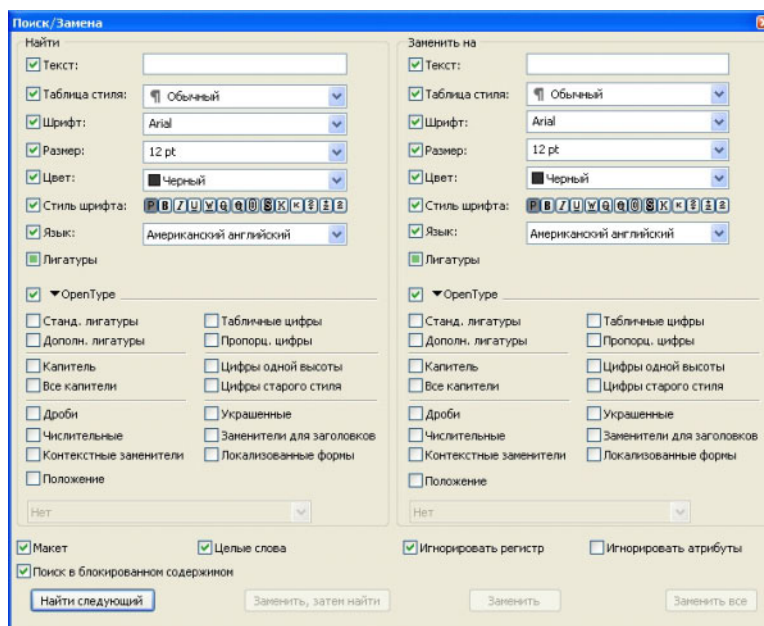 Поиск/Замена
Найти
Текст:
Таблица стиля: ¶ Обычный
Шрифт: Arial
Размер: 12 pt
Цвет: Черный
Стиль шрифта: P B I U W Q Q O S K K 2 2 2
Язык: Американский английский
Лигатуры
OpenType
Станд. лигатуры Табличные цифры
Дополн. лигатуры Пропорц. цифры
Капитель Цифры одной высоты
Все капители Цифры старого стиля
Дроби Украшенные
Числительные Заменители для заголовков
Контекстные заменители Локализованные формы
Положение
Нет
Заменить на
Текст:
Таблица стиля: ¶ Обычный
Шрифт: Arial
Размер: 12 pt
Цвет: Черный
Стиль шрифта: P B I U W Q Q O S K K 2 2 2
Язык: Американский английский
Лигатуры
OpenType
Станд. лигатуры Табличные цифры
Дополн. лигатуры Пропорц. цифры
Капитель Цифры одной высоты
Все капители Цифры старого стиля
Дроби Украшенные
Числительные Заменители для заголовков
Контекстные заменители Локализованные формы
Положение
Нет
Макет Целые слова Игнорировать регистр Игнорировать атрибуты
Поиск в блокированном содержимом
Найти следующий Заменить, затем найти Заменить Заменить все